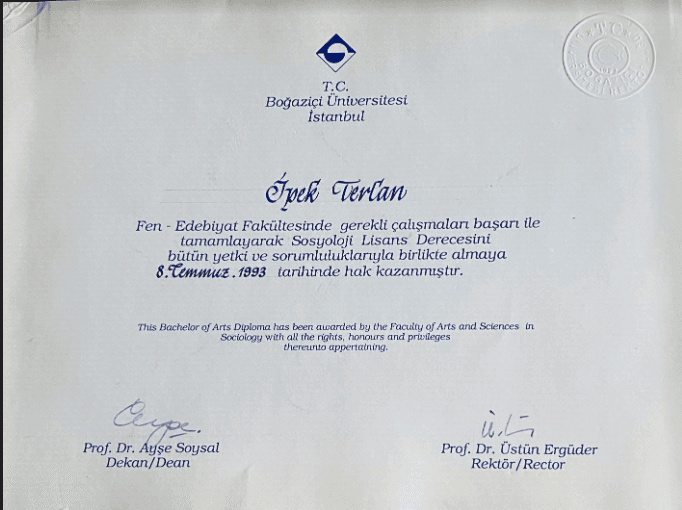 T.C.
Boğaziçi Üniversitesi
İstanbul
İpek Terlan
Fen - Edebiyat Fakültesinde gerekli çalışmaları başarı ile
tamamlayarak Sosyoloji Lisans Derecesini
bütün yetki ve sorumluluklarıyla birlikte almaya
8.Temmuz.1993 tarihinde hak kazanmıştır.
This Bachelor of Arts Diploma has been awarded by the Faculty of Arts and Sciences in
Sociology with all the rights, honours and privileges
thereunto appertaining.
Prof. Dr. Ayşe Soysal
Dekan/Dean
Prof. Dr. Üstün Ergüder
Rektör/Rector